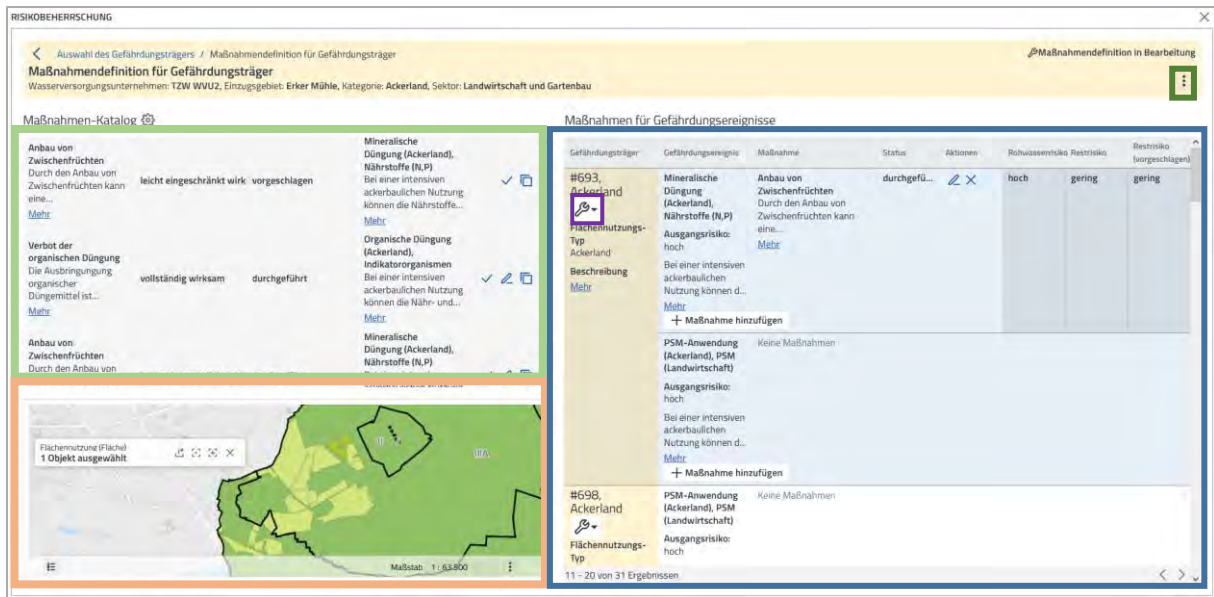 RISIKOBEHERRSCHUNG
Auswahl des Gefährdungsträgers / Maßnahmendefinition für Gefährdungsträger
Maßnahmendefinition in Bearbeitung
Maßnahmendefinition für Gefährdungsträger
Wasserversorgungsunternehmen: TZW WVU2, Einzugsgebiet: Erker Mühle, Kategorie: Ackerland, Sektor: Landwirtschaft und Gartenbau
Maßnahmen-Katalog
Anbau von
Zwischenfrüchten
Durch den Anbau von
Zwischenfrüchten kann
eine...
Mehr
leicht eingeschränkt wirk
vorgeschlagen
Mineralische
Düngung (Ackerland),
Nährstoffe (N,P)
Bei einer intensiven
ackerbaulichen Nutzung
können die Nährstoffe...
Mehr
Verbot der
organischen Düngung
Die Ausbringungung
organischer
Düngemittel ist...
Mehr
vollständig wirksam
durchgeführt
Organische Düngung
(Ackerland),
Indikatororganismen
Bei einer intensiven
ackerbaulichen Nutzung
können die Nähr- und...
Mehr
Anbau von
Zwischenfrüchten
Durch den Anbau von
Mineralische
Düngung (Ackerland),
Nährstoffe (N,P)
Flächennutzung (Fläche)
1 Objekt ausgewählt
III
IIIA
Maßstab 1 : 63.800
Maßnahmen für Gefährdungsereignisse
Gefährdungsträger Gefährdungsereignis Maßnahme Status Aktionen Rohwasserrisiko Restrisiko Restrisiko
(vorgeschlagen)
#693,
Ackerland
Flächennutzungs-
Typ
Ackerland
Beschreibung
Mehr
Mineralische
Düngung
(Ackerland),
Nährstoffe (N,P)
Ausgangsrisiko:
hoch
Bei einer intensiven
ackerbaulichen
Nutzung können d...
Mehr
+ Maßnahme hinzufügen
Anbau von
Zwischenfrüchten
Durch den Anbau von
Zwischenfrüchten kann
eine...
Mehr
durchgefü...
hoch
gering
gering
PSM-Anwendung
(Ackerland), PSM
(Landwirtschaft)
Ausgangsrisiko:
hoch
Bei einer intensiven
ackerbaulichen
Nutzung können d...
Mehr
+ Maßnahme hinzufügen
Keine Maßnahmen
#698,
Ackerland
Flächennutzungs-
Typ
PSM-Anwendung
(Ackerland), PSM
(Landwirtschaft)
Ausgangsrisiko:
hoch
Keine Maßnahmen
11 - 20 von 31 Ergebnissen